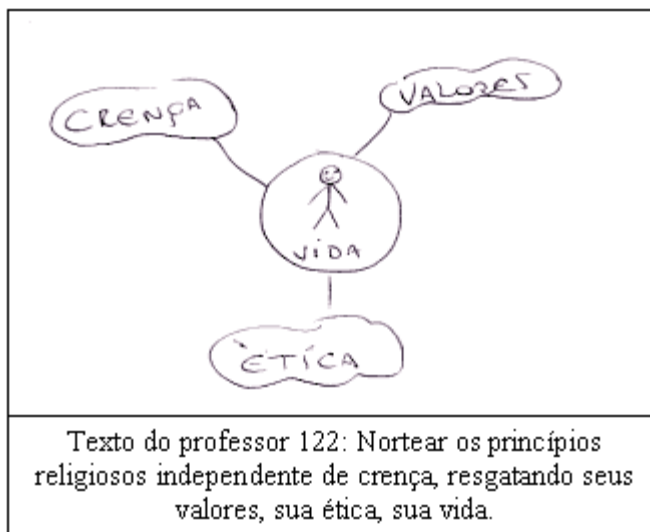 CRENÇA
VALORES
VIDA
ÉTICA
Texto do professor 122: Nortear os princípios
religiosos independente de crença, resgatando seus
valores, sua ética, sua vida.